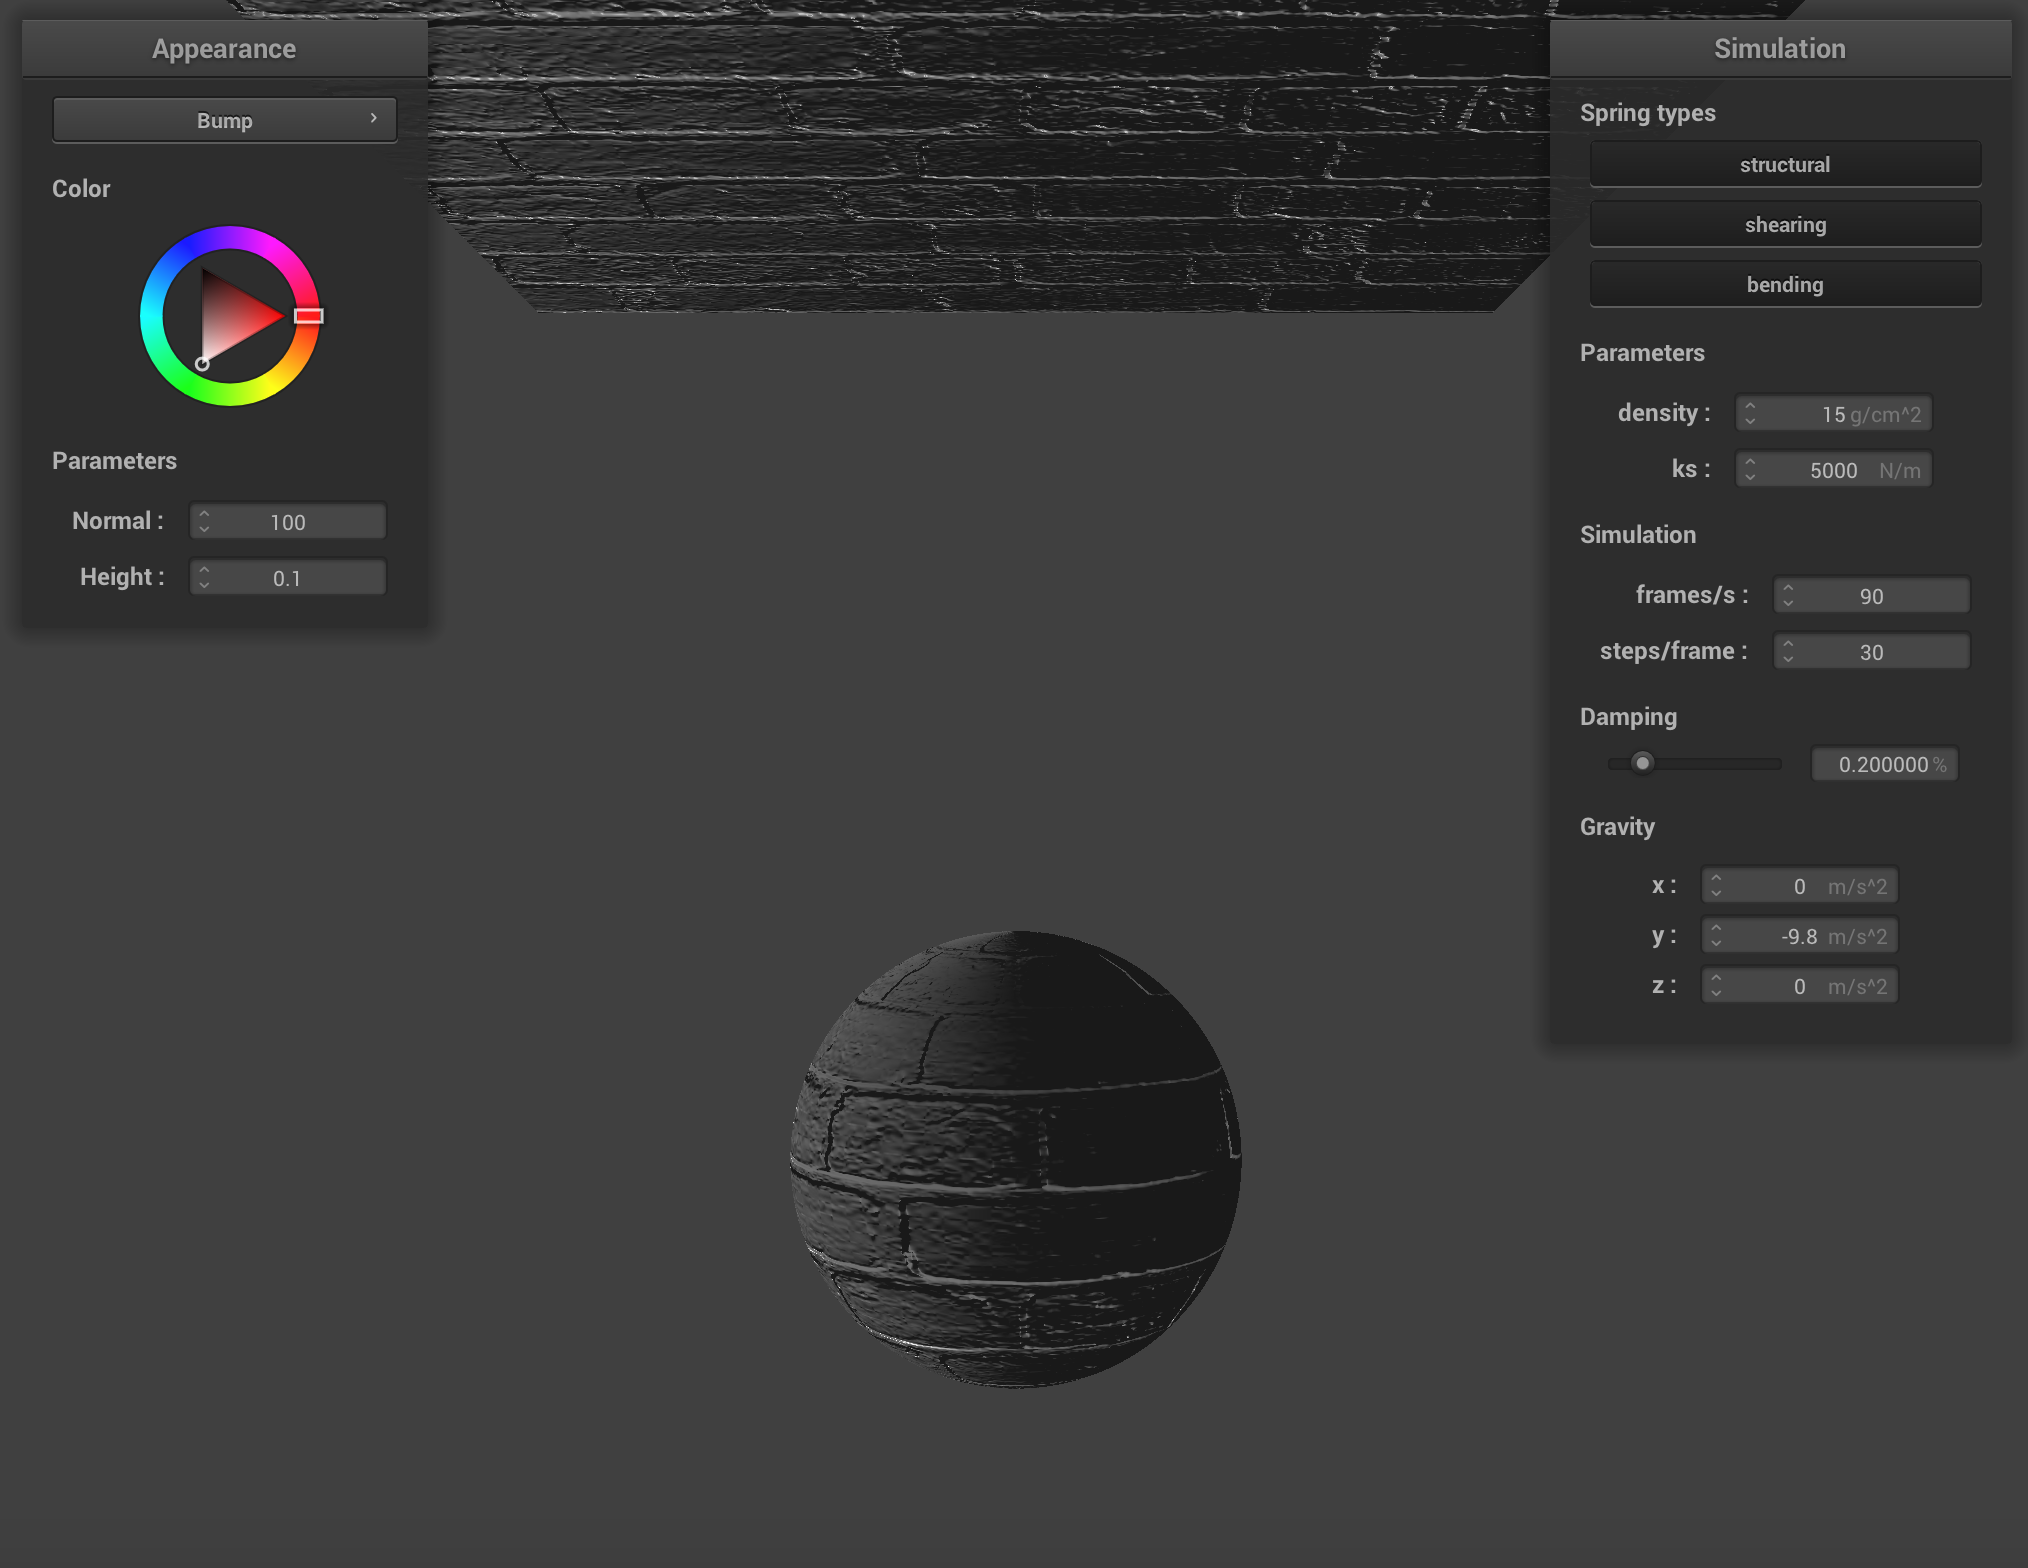 Appearance
Bump
Color
Parameters
Normal : 100
Height : 0.1
Simulation
Spring types
structural
shearing
bending
Parameters
density : 15 g/cm^2
ks : 5000 N/m
Simulation
frames/s : 90
steps/frame : 30
Damping
0.200000 %
Gravity
x : 0 m/s^2
y : -9.8 m/s^2
z : 0 m/s^2